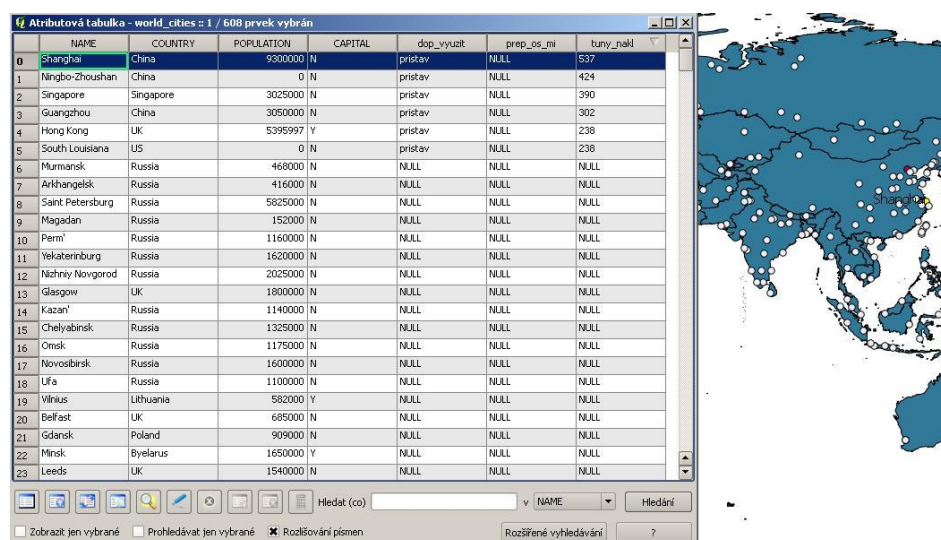 Atributová tabulka - world_cities :: 1 / 608 prvek vybrán
NAME COUNTRY POPULATION CAPITAL dop_vyuzit prep_os_mi tuny_nakl
0 Shanghai China 9300000 N pristav NULL 537
1 Ningbo-Zhoushan China 0 N pristav NULL 424
2 Singapore Singapore 3025000 N pristav NULL 390
3 Guangzhou China 3050000 N pristav NULL 302
4 Hong Kong UK 5395997 Y pristav NULL 238
5 South Louisiana US 0 N pristav NULL 238
6 Murmansk Russia 468000 N NULL NULL NULL
7 Arkhangelsk Russia 416000 N NULL NULL NULL
8 Saint Petersburg Russia 5825000 N NULL NULL NULL
9 Magadan Russia 152000 N NULL NULL NULL
10 Perm' Russia 1160000 N NULL NULL NULL
11 Yekaterinburg Russia 1620000 N NULL NULL NULL
12 Nizhniy Novgorod Russia 2025000 N NULL NULL NULL
13 Glasgow UK 1800000 N NULL NULL NULL
14 Kazan' Russia 1140000 N NULL NULL NULL
15 Chelyabinsk Russia 1325000 N NULL NULL NULL
16 Omsk Russia 1175000 N NULL NULL NULL
17 Novosibirsk Russia 1600000 N NULL NULL NULL
18 Ufa Russia 1100000 N NULL NULL NULL
19 Vilnius Lithuania 582000 Y NULL NULL NULL
20 Belfast UK 685000 N NULL NULL NULL
21 Gdansk Poland 909000 N NULL NULL NULL
22 Minsk Byelarus 1650000 Y NULL NULL NULL
23 Leeds UK 1540000 N NULL NULL NULL
Hledat (co) v NAME Hledání
Zobrazit jen vybrané Prohledávat jen vybrané Rozlišování písmen Rozšířené vyhledávání ?
Shanghai